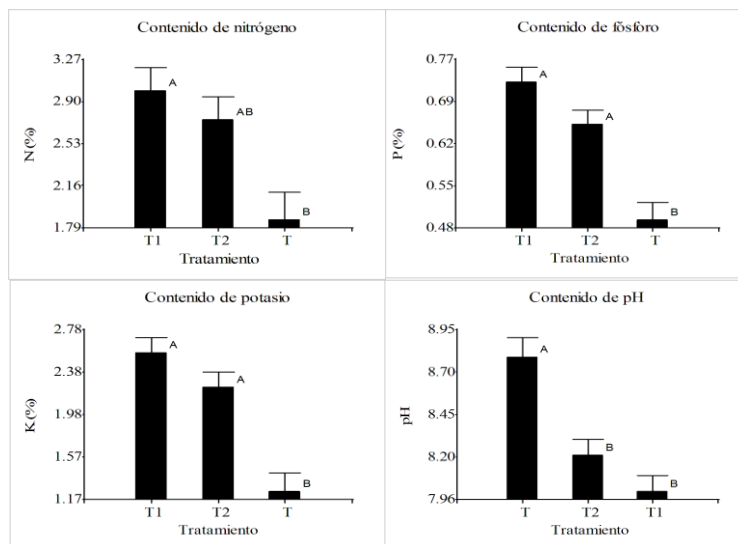 Contenido de nitrógeno
3.27
2.90
2.53
2.16
1.79
N (%)
A
AB
B
T1 T2 T
Tratamiento
Contenido de fósforo
0.77
0.69
0.62
0.55
0.48
P (%)
A
A
B
T1 T2 T
Tratamiento
Contenido de potasio
2.78
2.38
1.98
1.57
1.17
K (%)
A
A
B
T1 T2 T
Tratamiento
Contenido de pH
8.95
8.70
8.45
8.20
7.96
pH
A
B
B
T T2 T1
Tratamiento